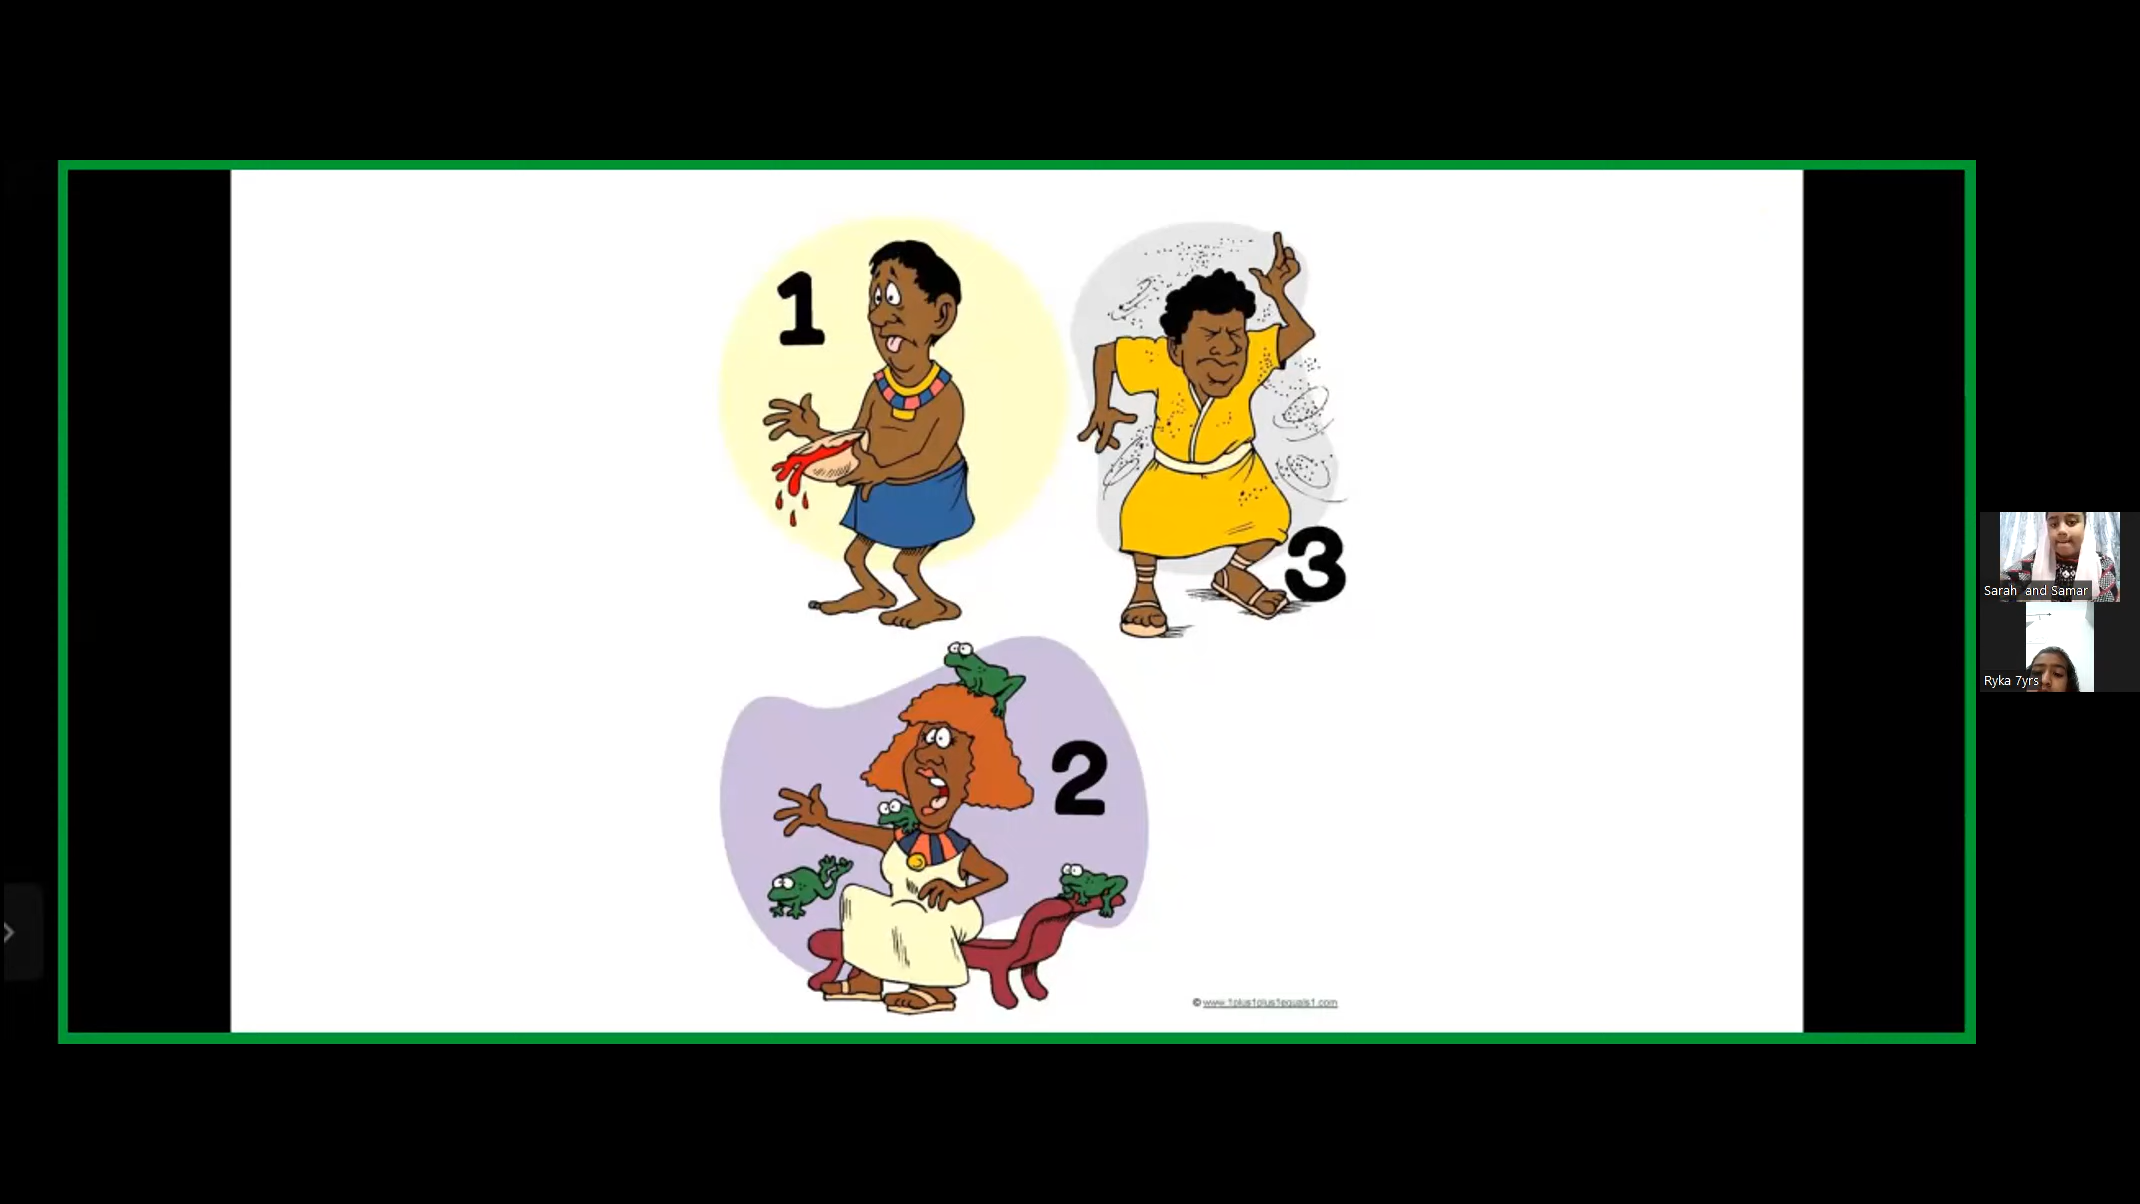 1
3
2
© www.1plus1plus1equals1.com
Sarah and Samar
Ryka 7yrs